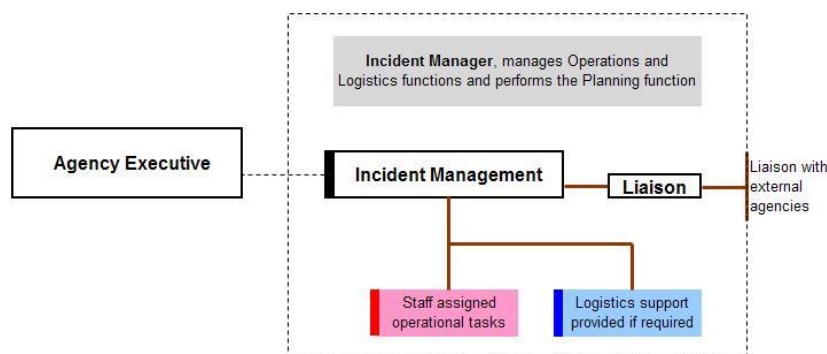 Incident Manager, manages Operations and
Logistics functions and performs the Planning function
Agency Executive
Incident Management
Liaison
Liaison with
external
agencies
Staff assigned
operational tasks
Logistics support
provided if required